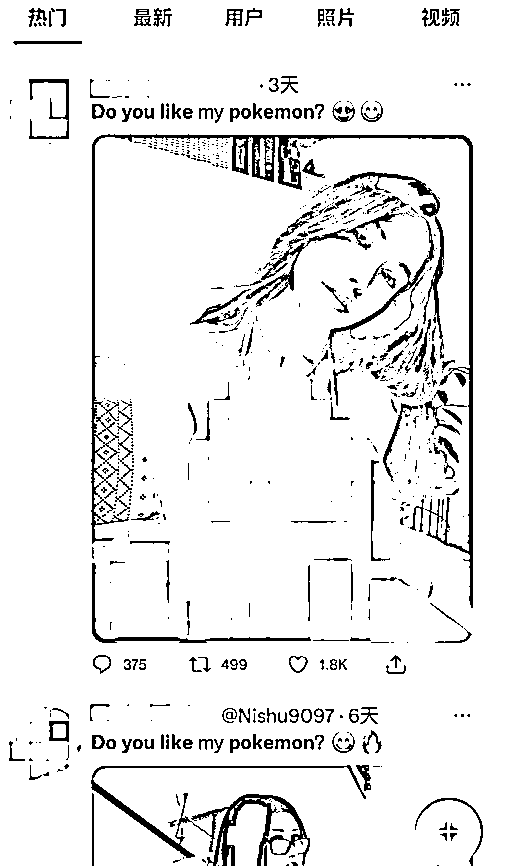 热门 最新 用户 照片 视频
· 3天 ...
Do you like my pokemon? 😍 😋
375 499 1.8K
@Nishu9097 · 6天 ...
Do you like my pokemon? 😋 🔥